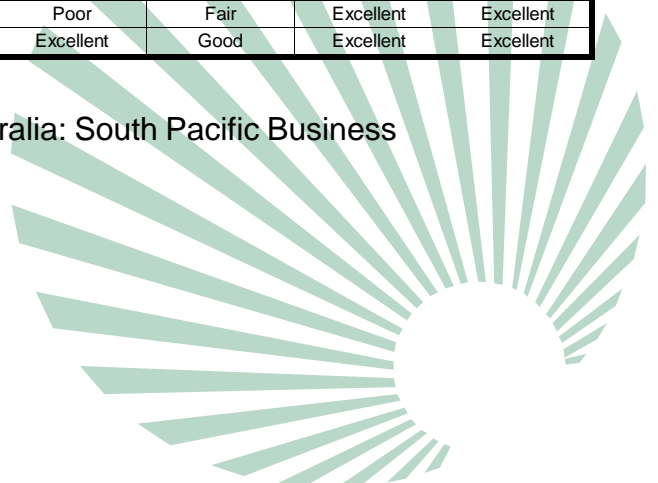 Poor Fair Excellent Excellent
Excellent Good Excellent Excellent
ralia: South Pacific Business